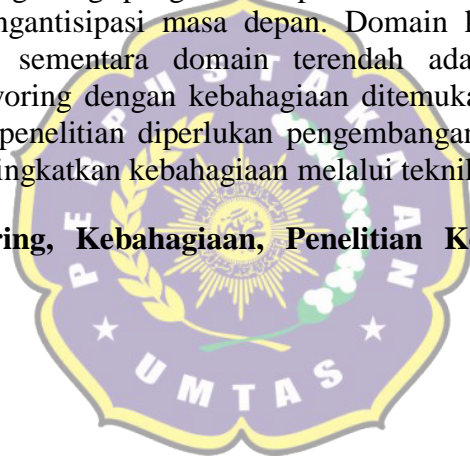 ngantisipasi masa depan. Domain
sementara domain terendah ada
voring dengan kebahagiaan ditemuka
penelitian diperlukan pengembangan
ingkatkan kebahagiaan melalui teknik
ring, Kebahagiaan, Penelitian K
PERPUSTAKAAN
UMTAS